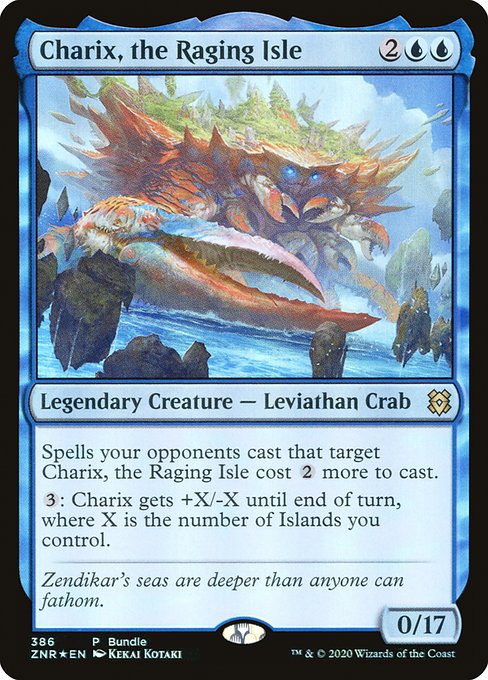 Charix, the Raging Isle 2
Legendary Creature — Leviathan Crab
Spells your opponents cast that target
Charix, the Raging Isle cost 2 more to cast.
3: Charix gets +X/-X until end of turn,
where X is the number of Islands you
control.
Zendikar's seas are deeper than anyone can
fathom.
0/17
386 P Bundle
ZNR★EN Kekai Kotaki
™ & © 2020 Wizards of the Coast